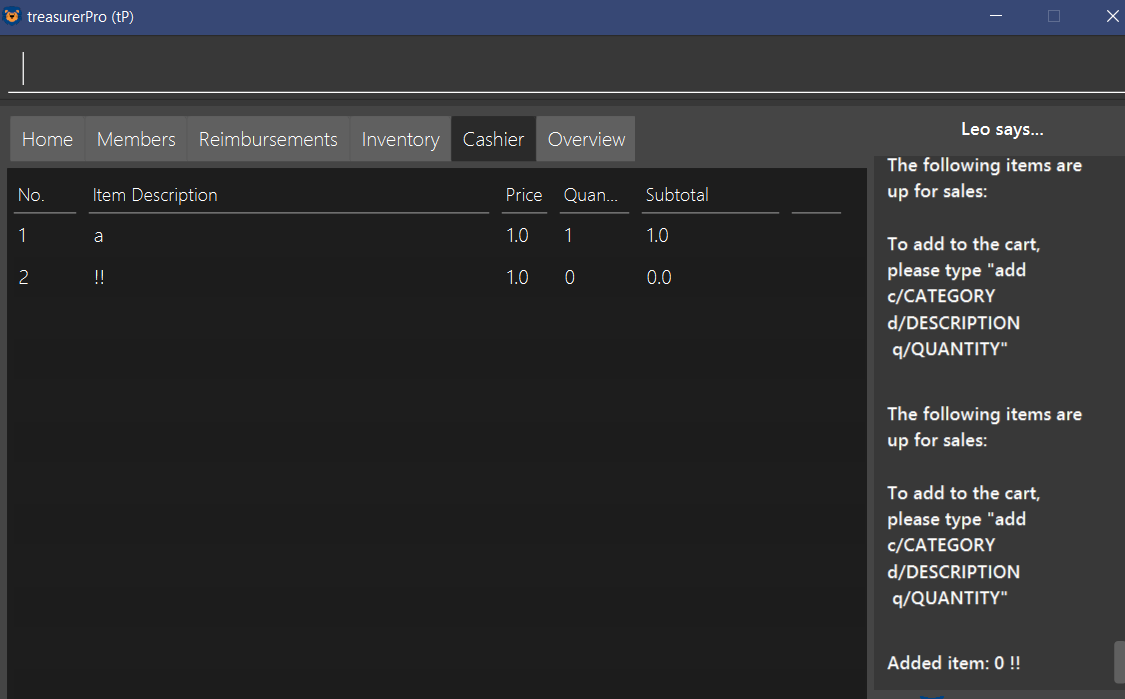 treasurerPro (tP)
Home Members Reimbursements Inventory Cashier Overview
No. Item Description Price Quan... Subtotal
1 a 1.0 1 1.0
2 !! 1.0 0 0.0
Leo says...
The following items are
up for sales:
To add to the cart,
please type "add
c/CATEGORY
d/DESCRIPTION
q/QUANTITY"
The following items are
up for sales:
To add to the cart,
please type "add
c/CATEGORY
d/DESCRIPTION
q/QUANTITY"
Added item: 0 !!